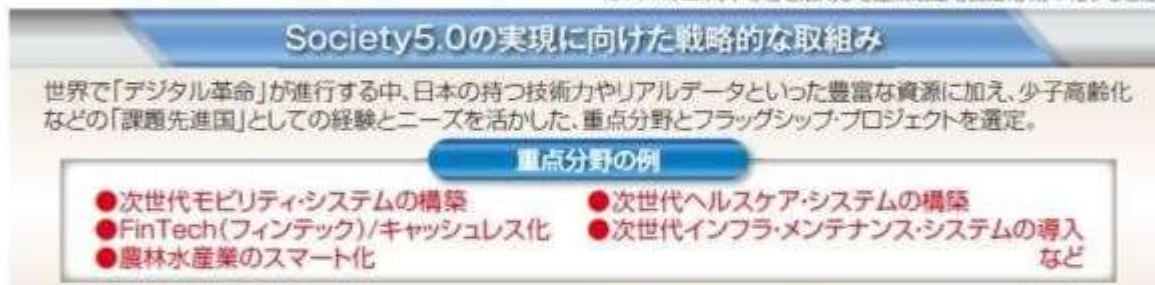 Society5.0の実現に向けた戦略的な取組み
世界で「デジタル革命」が進行する中、日本の持つ技術力やリアルデータといった豊富な資源に加え、少子高齢化
などの「課題先進国」としての経験とニーズを活かした、重点分野とフラッグシップ・プロジェクトを選定。
重点分野の例
●次世代モビリティ・システムの構築
●FinTech(フィンテック)/キャッシュレス化
●農林水産業のスマート化
●次世代ヘルスケア・システムの構築
●次世代インフラ・メンテナンス・システムの導入
など